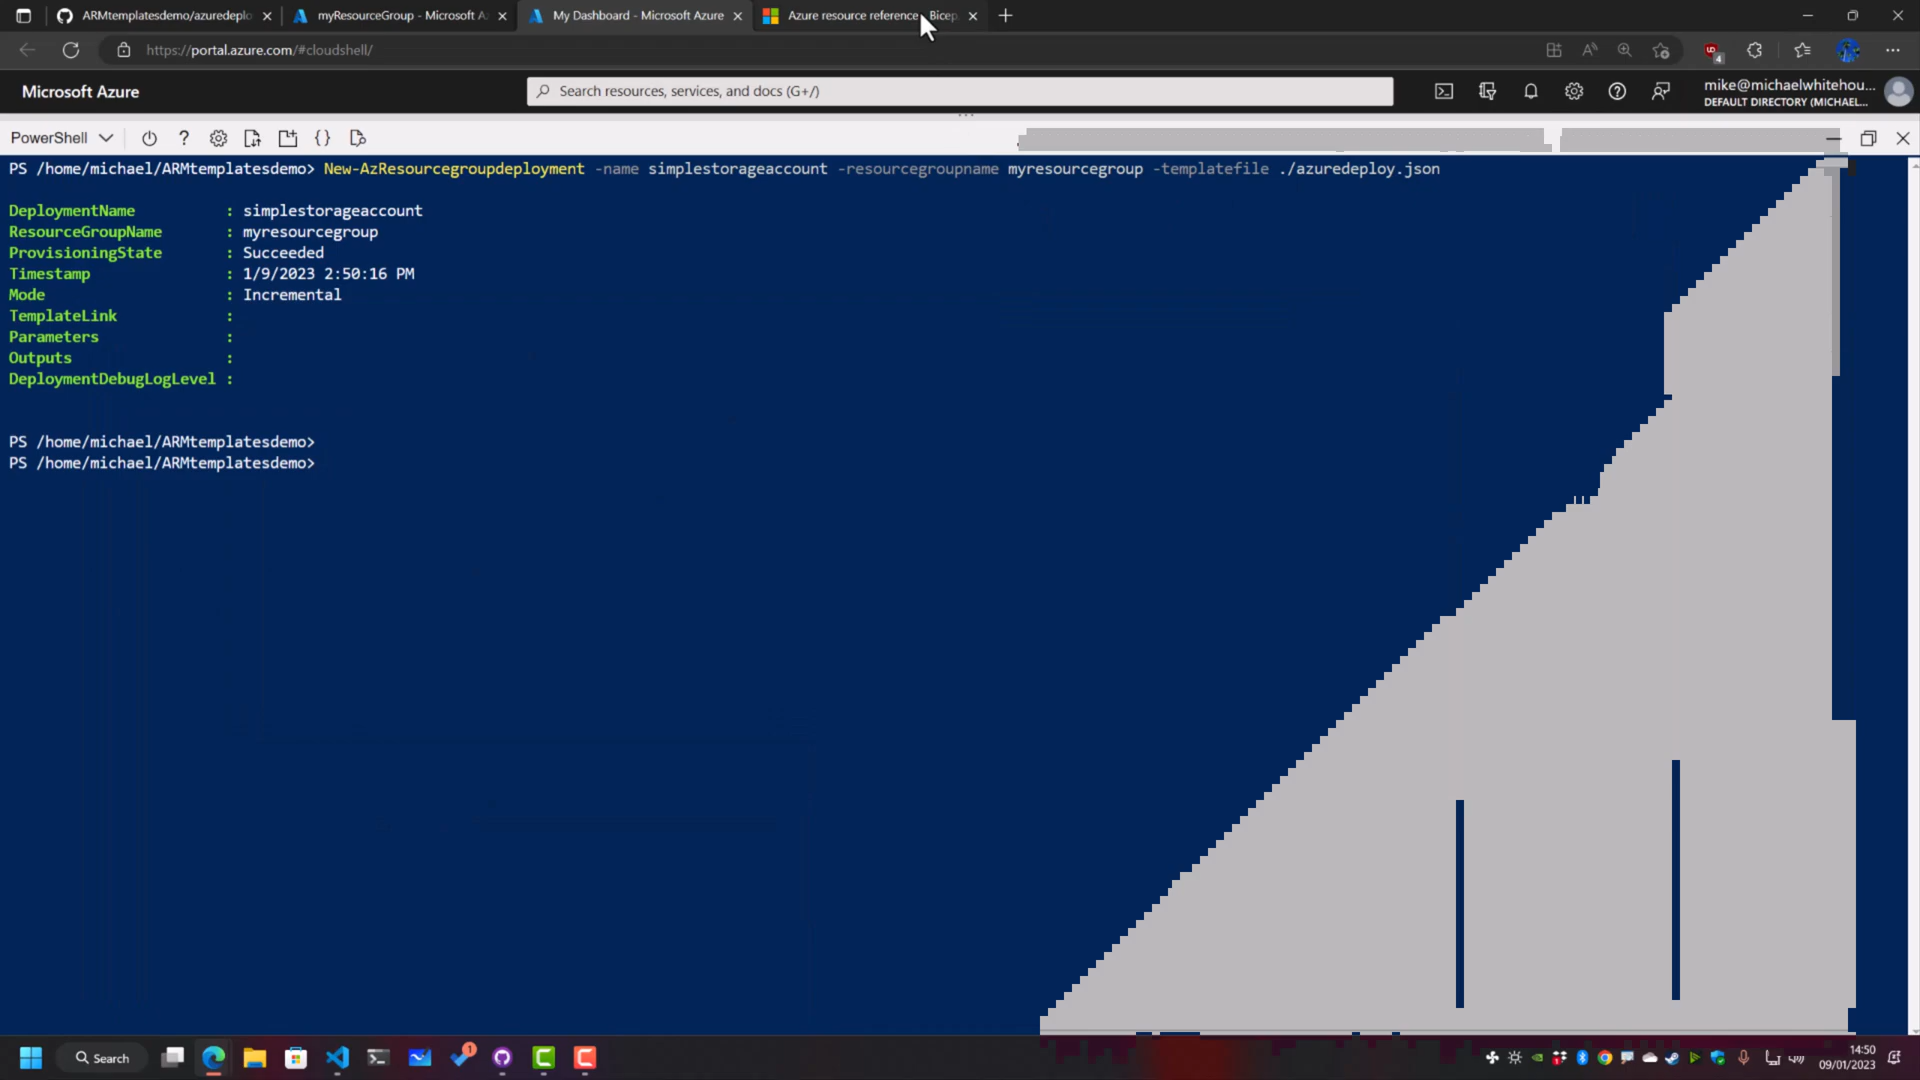 ARMtemplatesdemo/azuredeplo
myResourceGroup - Microsoft Az
My Dashboard - Microsoft Azure
Azure resource reference - Bicep,
https://portal.azure.com/#cloudshell/
4
Microsoft Azure
Search resources, services, and docs (G+/)
mike@michaelwhitehou...
DEFAULT DIRECTORY (MICHAEL...
PowerShell
PS /home/michael/ARMtemplatesdemo> New-AzResourcegroupdeployment -name simplestorageaccount -resourcegroupname myresourcegroup -templatefile ./azuredeploy.json
DeploymentName : simplestorageaccount
ResourceGroupName : myresourcegroup
ProvisioningState : Succeeded
Timestamp : 1/9/2023 2:50:16 PM
Mode : Incremental
TemplateLink :
Parameters :
Outputs :
DeploymentDebugLogLevel :
PS /home/michael/ARMtemplatesdemo>
PS /home/michael/ARMtemplatesdemo>
Search
1
14:50
09/01/2023